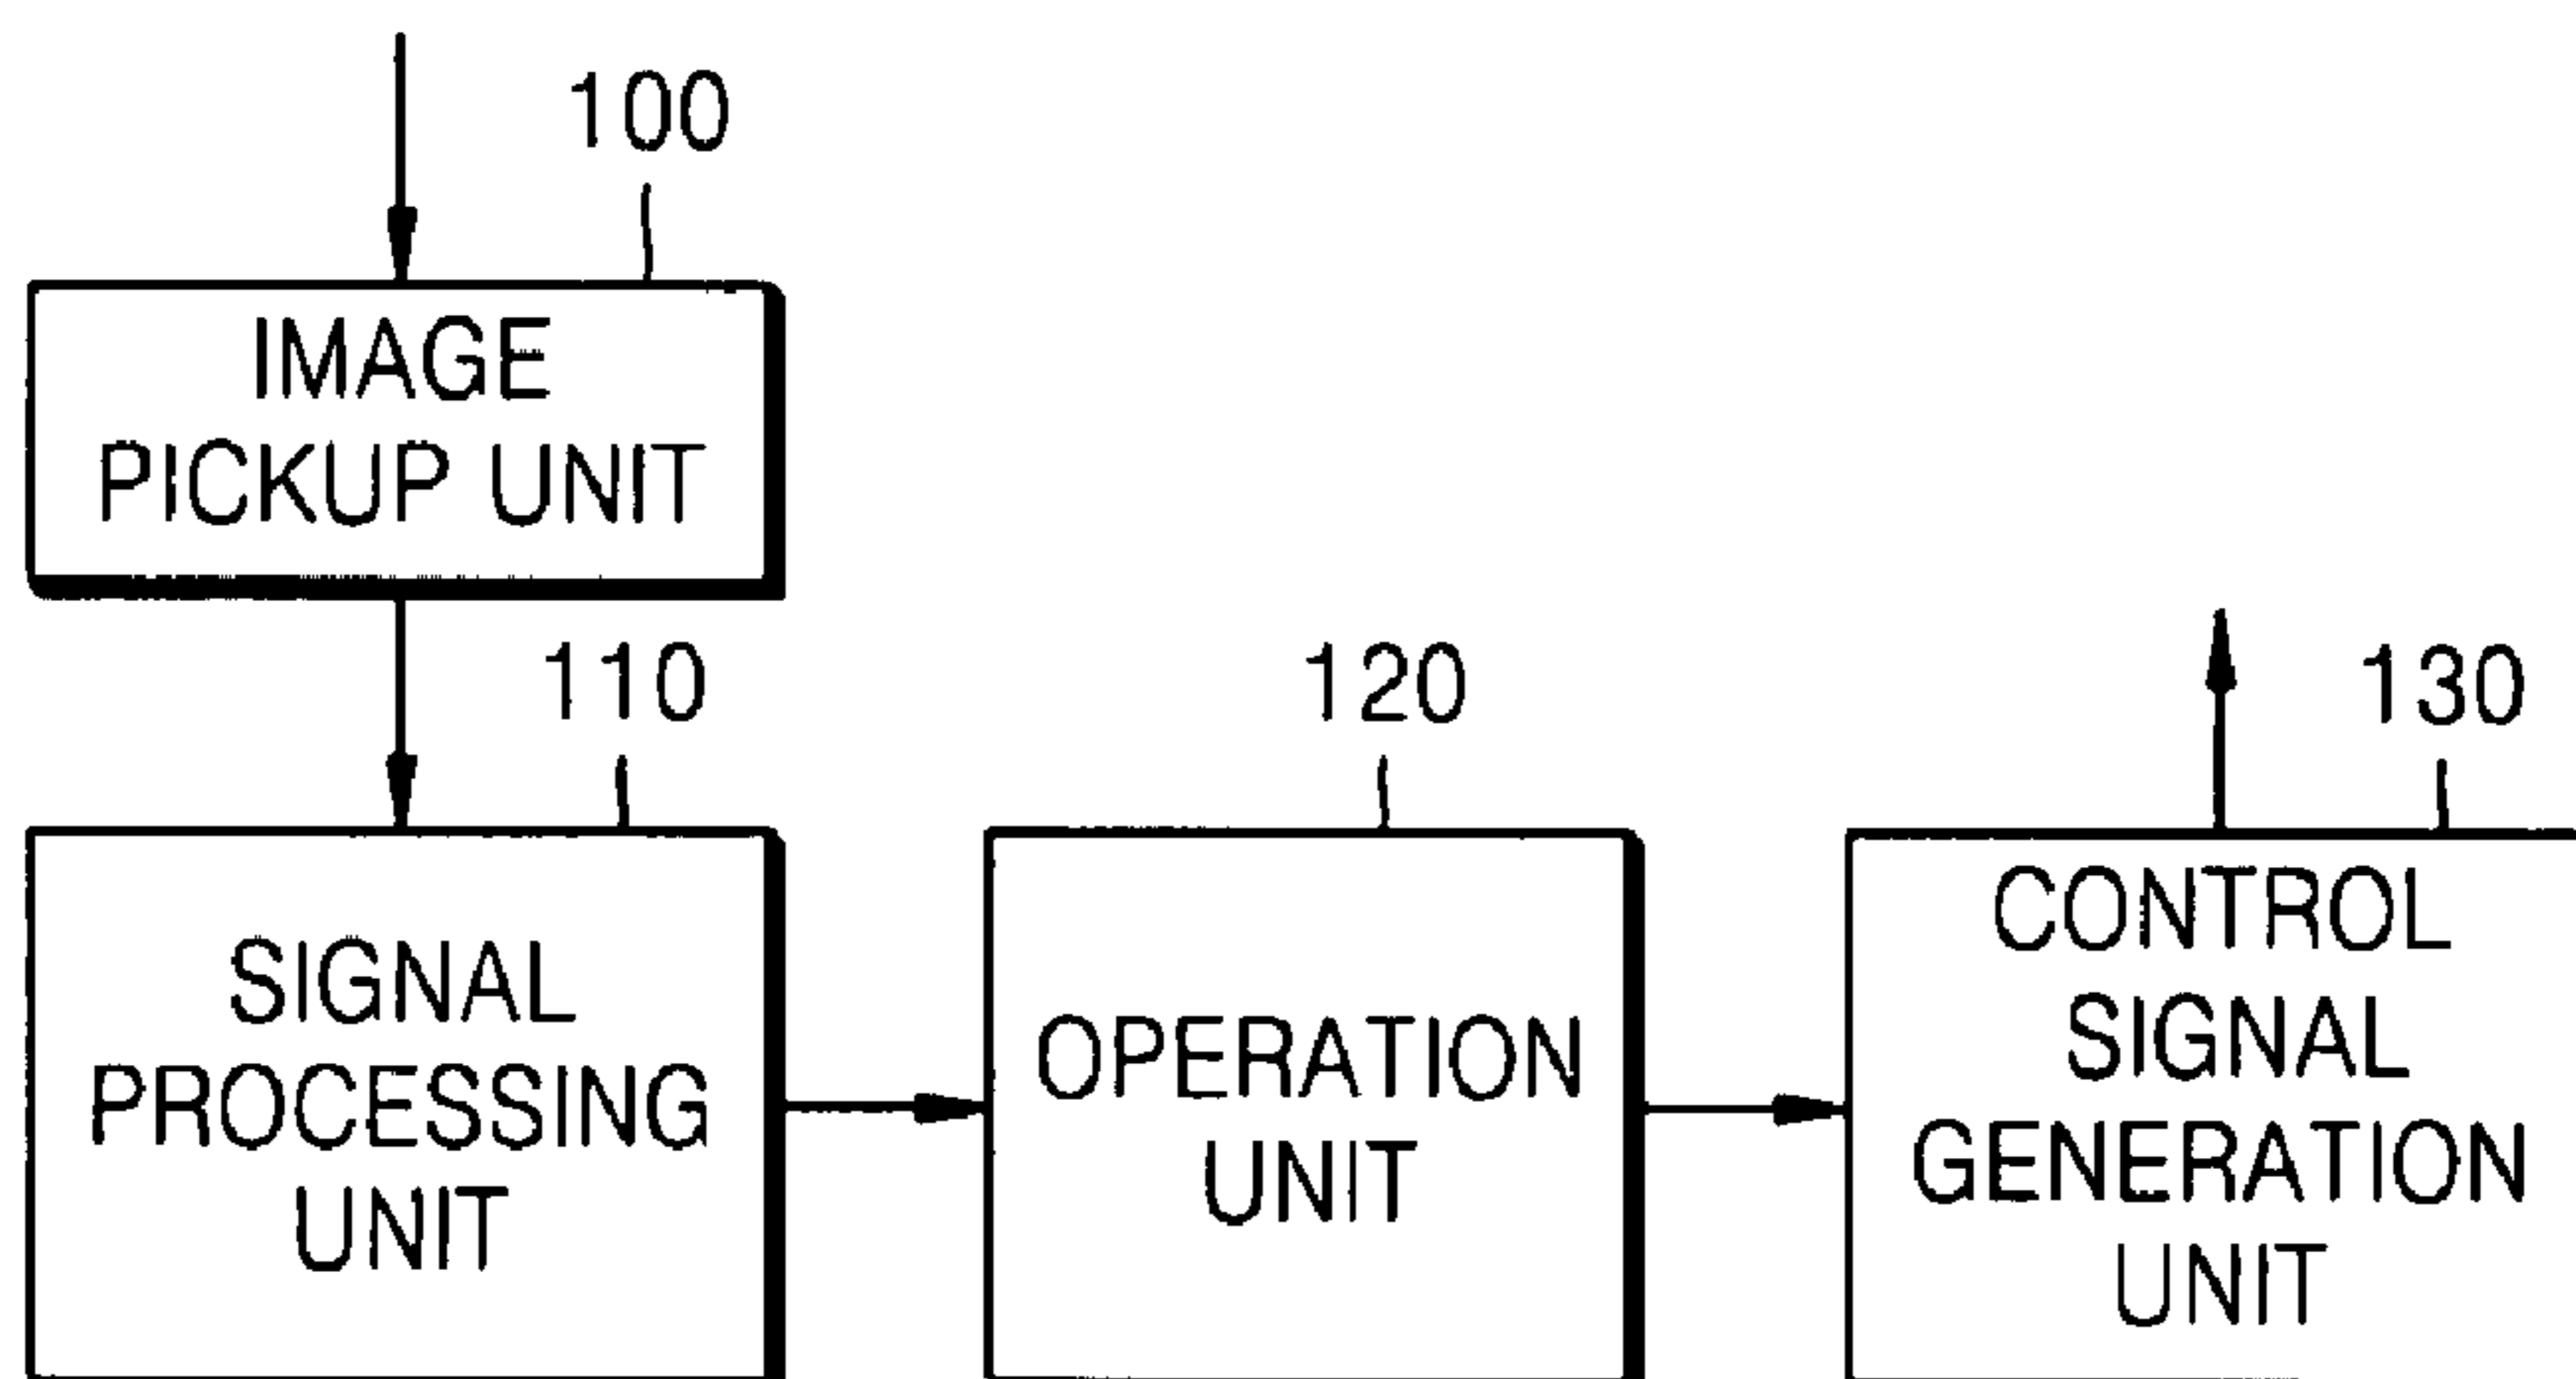 100
IMAGE
PICKUP UNIT
110
SIGNAL
PROCESSING
UNIT
120
OPERATION
UNIT
130
CONTROL
SIGNAL
GENERATION
UNIT